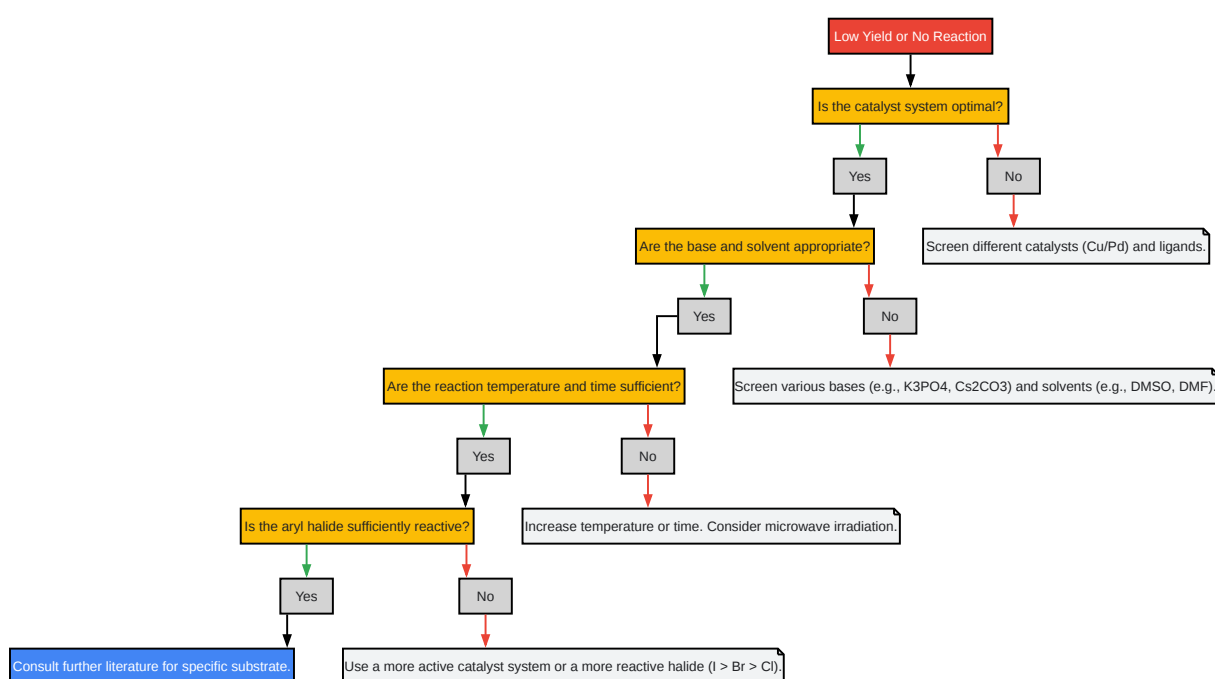 Low Yield or No Reaction
Is the catalyst system optimal?
Yes
No
Are the base and solvent appropriate?
Screen different catalysts (Cu/Pd) and ligands.
Yes
No
Are the reaction temperature and time sufficient?
Screen various bases (e.g., K3PO4, Cs2CO3) and solvents (e.g., DMSO, DMF).
Yes
No
Is the aryl halide sufficiently reactive?
Increase temperature or time. Consider microwave irradiation.
Yes
No
Consult further literature for specific substrate.
Use a more active catalyst system or a more reactive halide (I > Br > Cl).